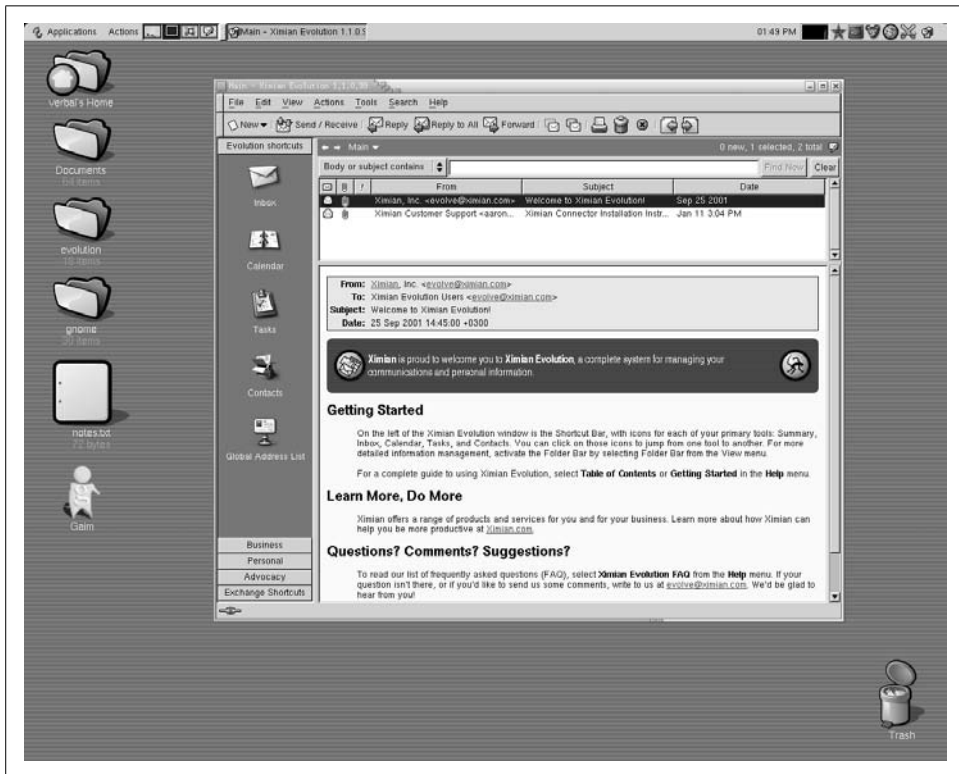 Applications Actions Main - Ximian Evolution 1.1.0.9 01:49 PM
verbal's Home
Documents
64 items
evolution
gnome
notes.txt
72 bytes
Gaim
Trash
Main - Ximian Evolution
File Edit View Actions Tools Search Help
New Send / Receive Reply Reply to All Forward
Evolution shortcuts
Main 0 new, 1 selected, 2 total
Body or subject contains Find Now Clear
Inbox
Calendar
Tasks
Contacts
Global Address List
Business
Personal
Advocacy
Exchange Shortcuts
! From Subject Date
Ximian, Inc. <evolve@ximian.com> Welcome to Ximian Evolution! Sep 25 2001
Ximian Customer Support <aaron... Ximian Connector Installation Instr... Jan 11 3:04 PM
From: Ximian, Inc. <evolve@ximian.com>
To: Ximian Evolution Users <evolve@ximian.com>
Subject: Welcome to Ximian Evolution!
Date: 25 Sep 2001 14:45:00 +0300
Ximian is proud to welcome you to Ximian Evolution, a complete system for managing your
communications and personal information.
Getting Started
On the left of the Ximian Evolution window is the Shortcut Bar, with icons for each of your primary tools: Summary,
Inbox, Calendar, Tasks, and Contacts. You can click on those icons to jump from one tool to another. For more
detailed information management, activate the Folder Bar by selecting Folder Bar from the View menu.
For a complete guide to using Ximian Evolution, select Table of Contents or Getting Started in the Help menu.
Learn More, Do More
Ximian offers a range of products and services for you and for your business. Learn more about how Ximian can
help you be more productive at Ximian.com.
Questions? Comments? Suggestions?
To read our list of frequently asked questions (FAQ), select Ximian Evolution FAQ from the Help menu. If your
question isn't there, or if you'd like to send us some comments, write to us at evolve@ximian.com. We'd be glad to
hear from you!